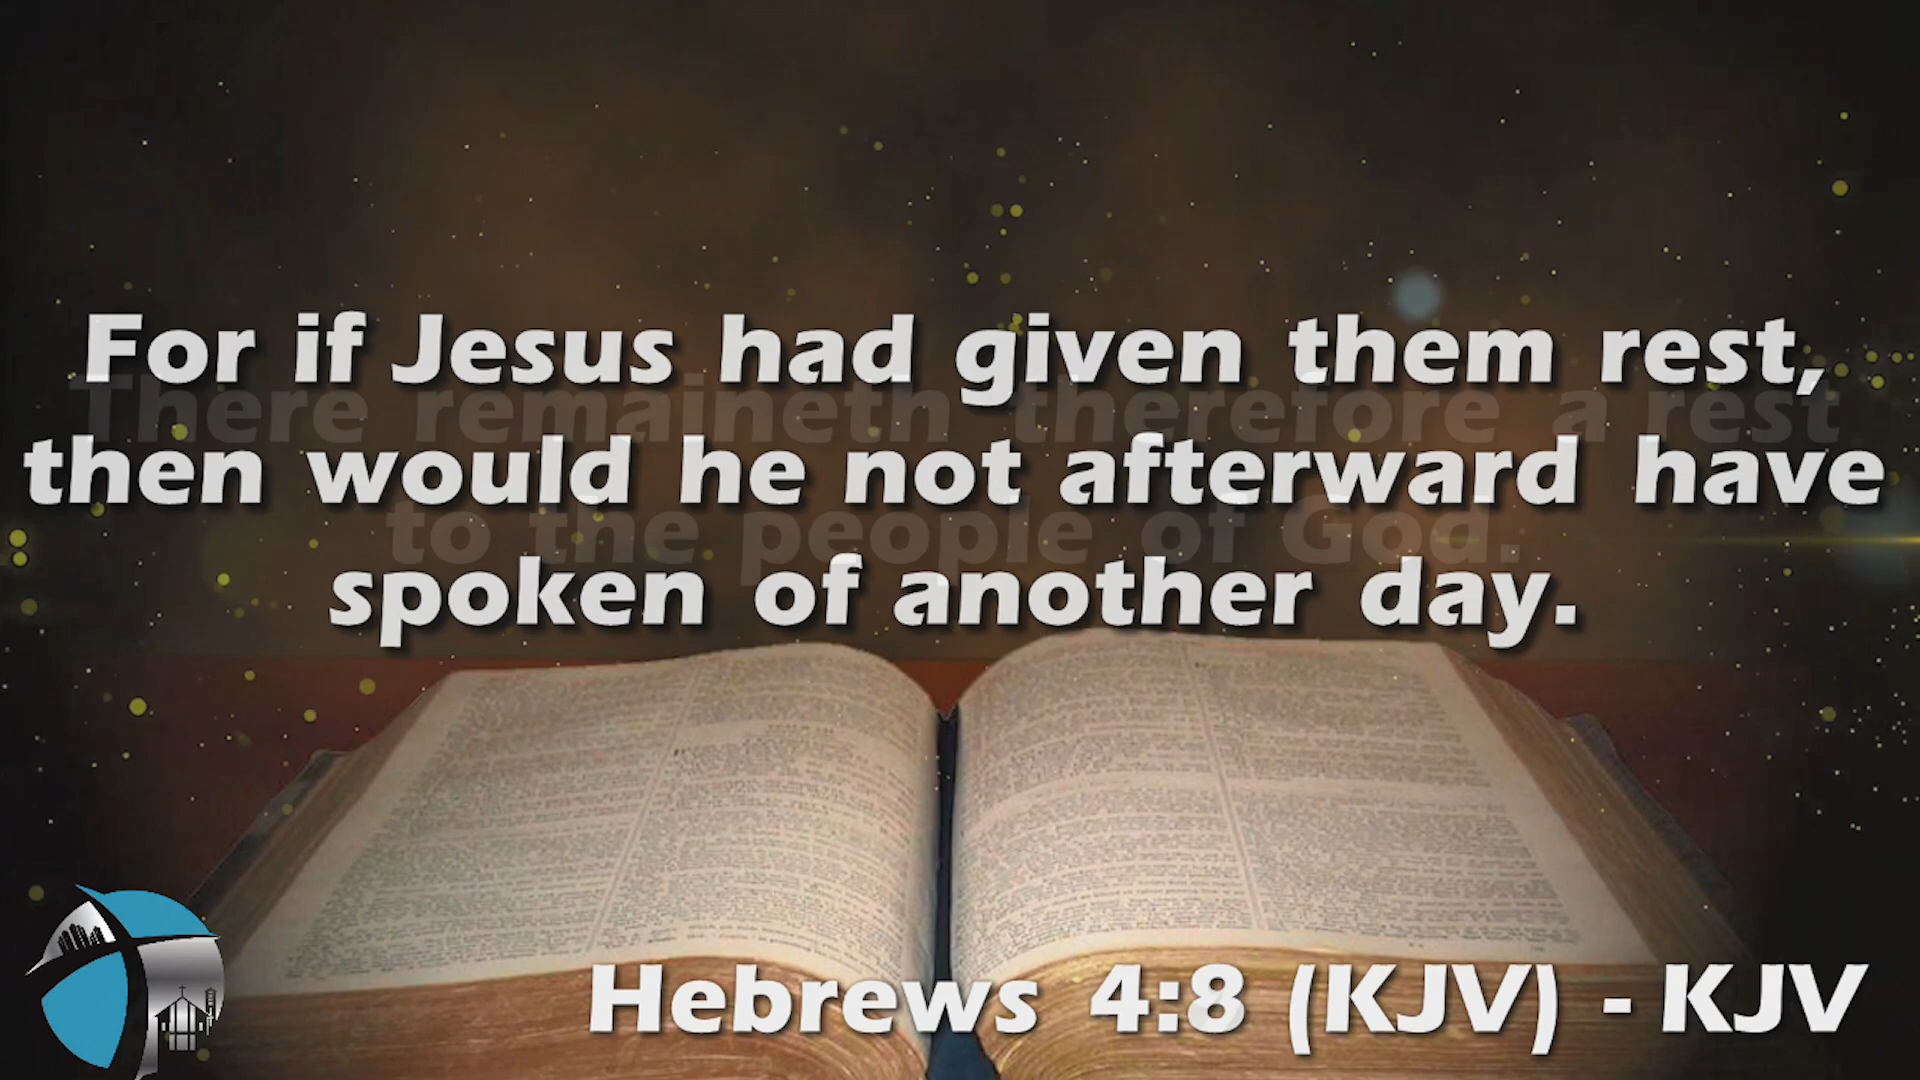 For if Jesus had given them rest,
There remaineth therefore a rest
then would he not afterward have
to the people of God.
spoken of another day.
Hebrews 4:8 (KJV) - KJV